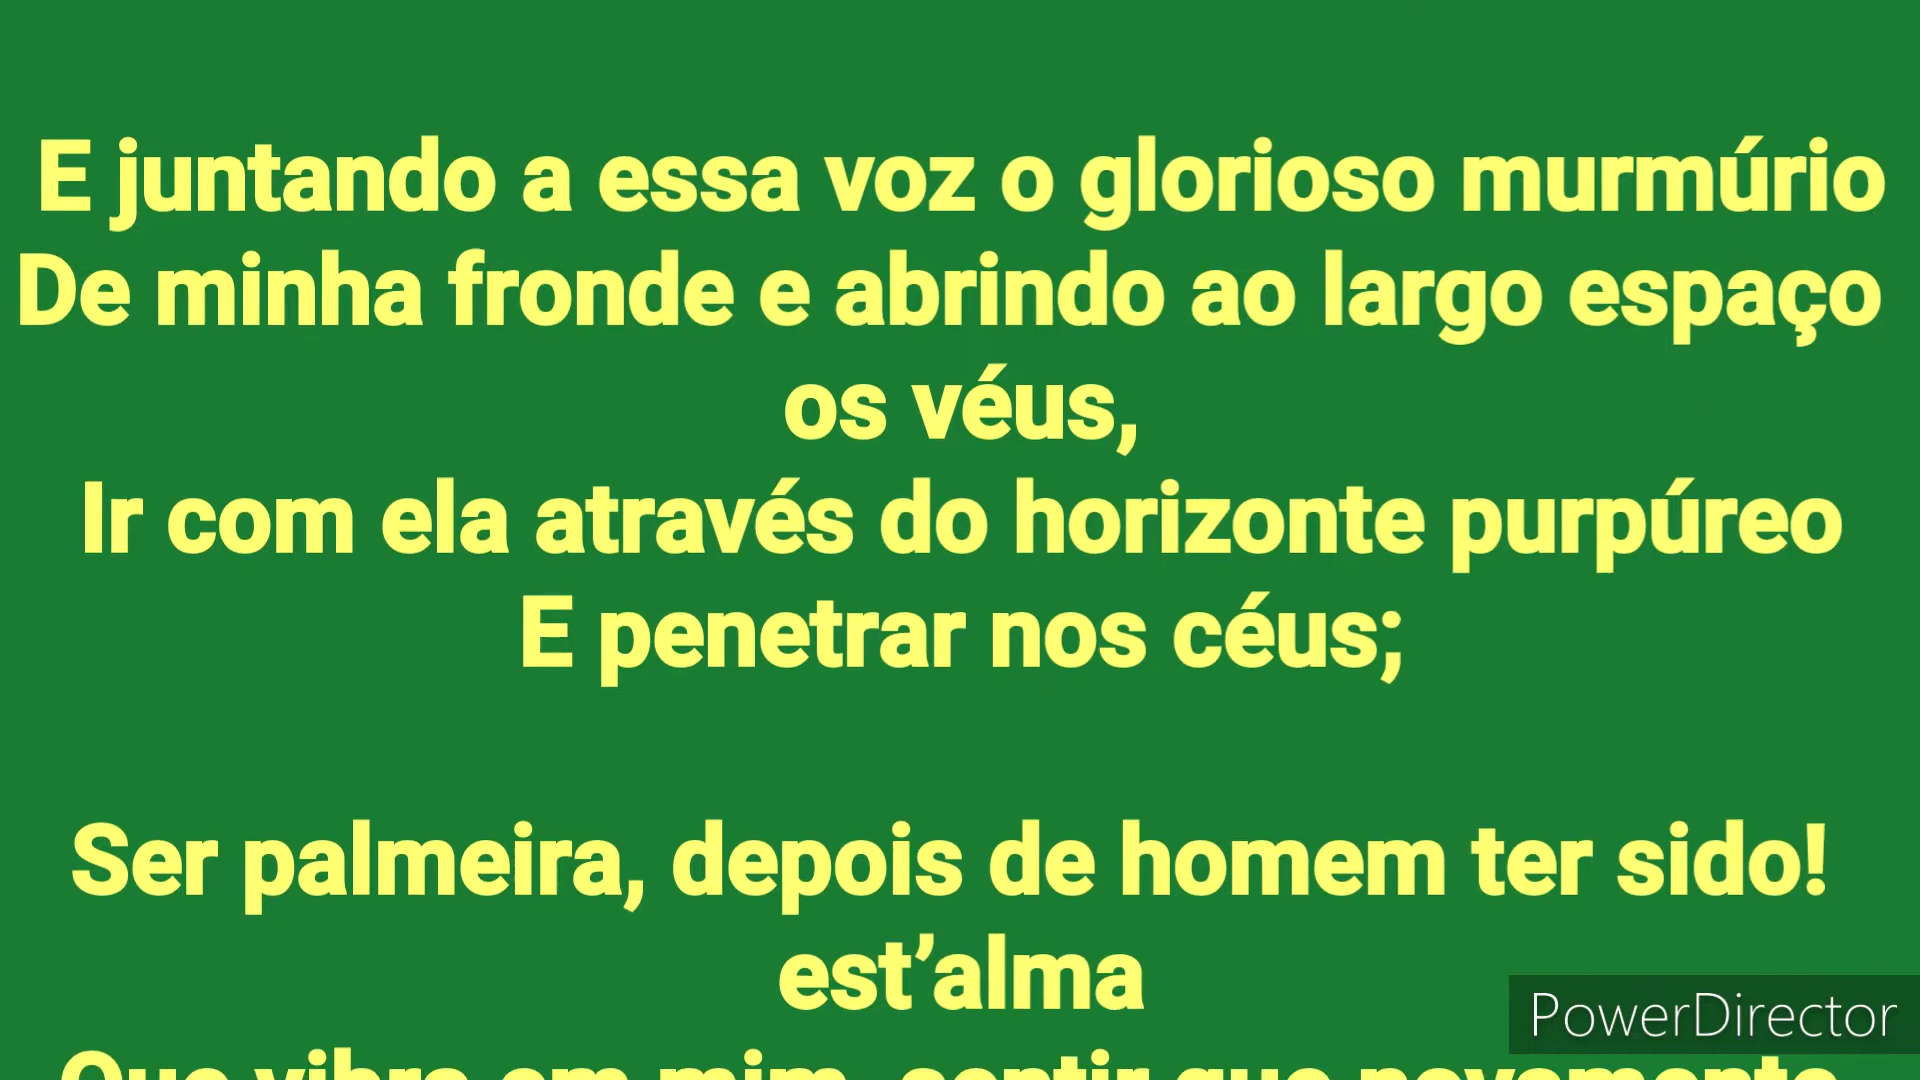 E juntando a essa voz o glorioso murmúrio
De minha fronde e abrindo ao largo espaço
os véus,
Ir com ela através do horizonte purpúreo
E penetrar nos céus;
Ser palmeira, depois de homem ter sido!
est’alma
Que vibra em mim, sentir que novamente
PowerDirector